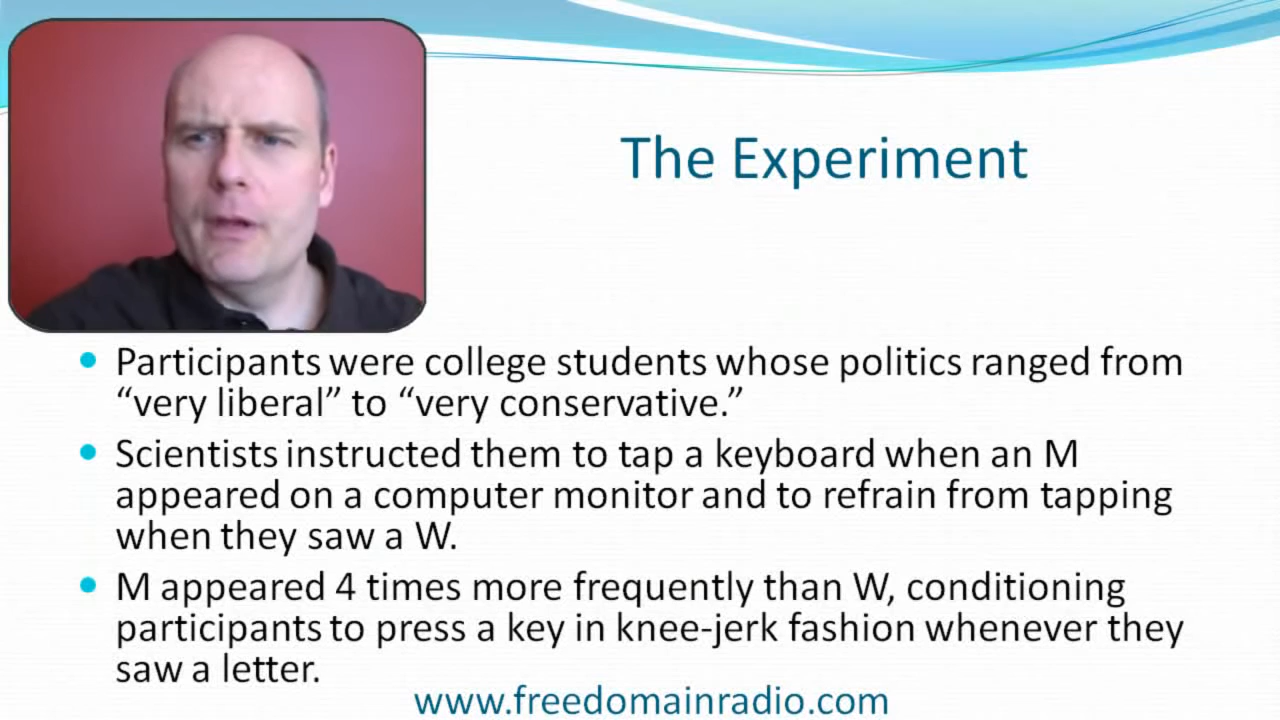 The Experiment
Participants were college students whose politics ranged from
“very liberal” to “very conservative.”
Scientists instructed them to tap a keyboard when an M
appeared on a computer monitor and to refrain from tapping
when they saw a W.
M appeared 4 times more frequently than W, conditioning
participants to press a key in knee-jerk fashion whenever they
saw a letter.
www.freedomainradio.com